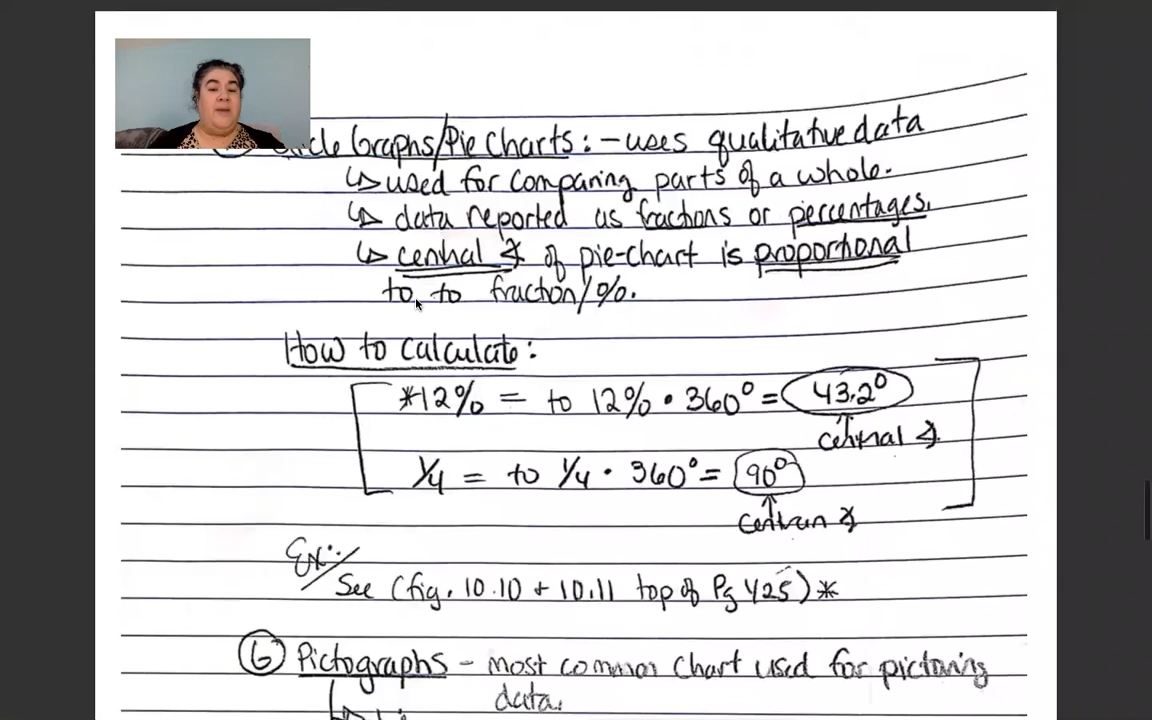 Graphs/Pie Charts: - uses qualitative data
↳ used for comparing parts of a whole.
↳ data reported as fractions or percentages.
↳ central ∡ of pie-chart is proportional
to to fraction/%.
How to calculate:
*12% = to 12% • 360° = 43.2°
central ∡
1/4 = to 1/4 • 360° = 90°
∡
Ex:
See (fig. 10.10 + 10.11 top of Pg 425) *
⑥ Pictographs - most common chart used for picturing
data.